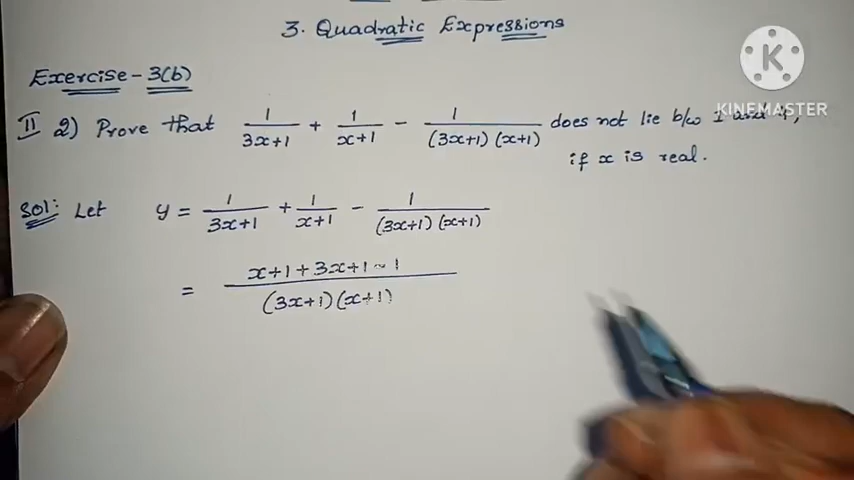 3. Quadratic Expressions
K
KINEMASTER
Exercise - 3(b)
II 2) Prove that 1/(3x+1) + 1/(x+1) - 1/((3x+1)(x+1)) does not lie b/w 1 and 4,
if x is real.
Sol: Let y = 1/(3x+1) + 1/(x+1) - 1/((3x+1)(x+1))
= (x+1+3x+1-1)/((3x+1)(x+1))